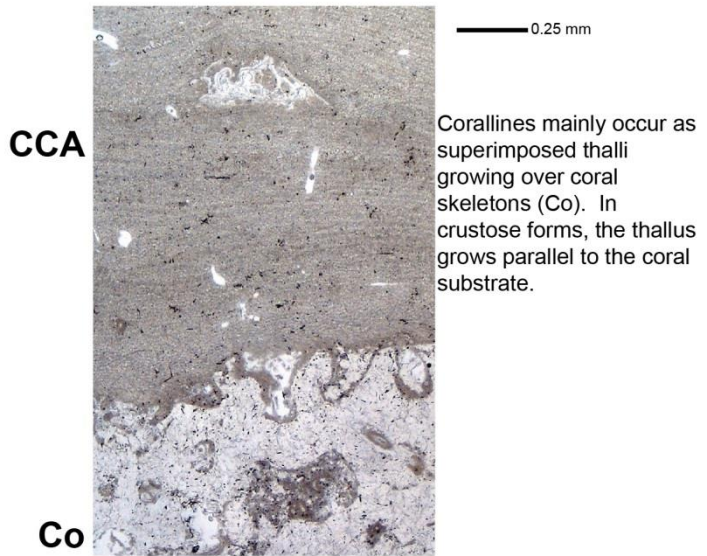 0.25 mm
CCA
Corallines mainly occur as
superimposed thalli
growing over coral
skeletons (Co).  In
crustose forms, the thallus
grows parallel to the coral
substrate.
Co